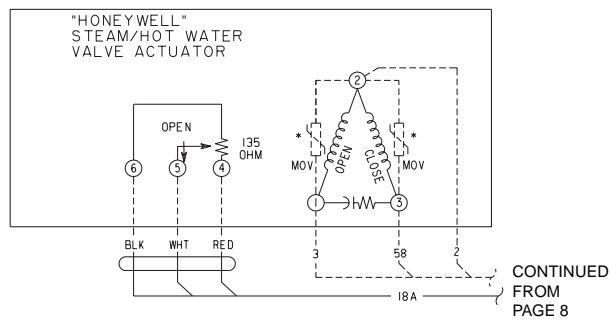 "HONEYWELL"
STEAM/HOT WATER
VALVE ACTUATOR
2
OPEN
135
OHM
* MOV
OPEN
CLOSE
* MOV
6
5
4
1
3
BLK
WHT
RED
3
58
2
18A
CONTINUED
FROM
PAGE 8